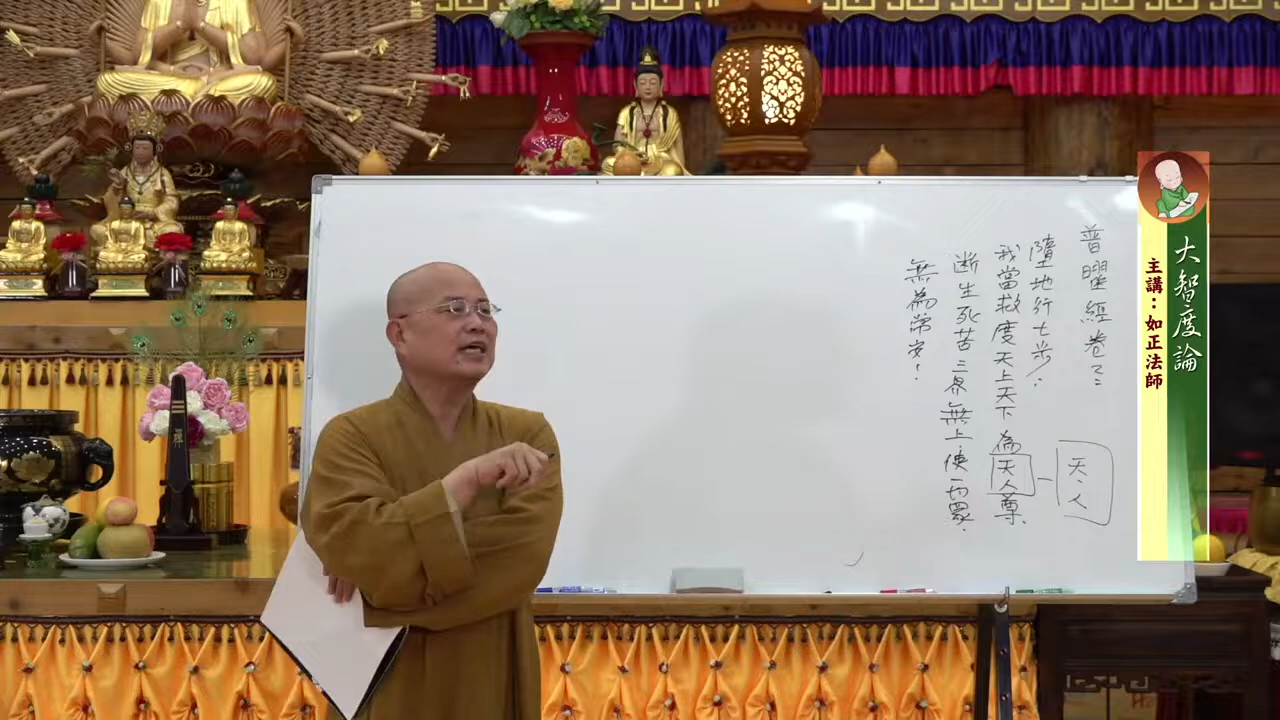 大智度論
主講：如正法師
普曜經卷二：
墮地行七步：
我當救度天上天下為天人尊
天、人
斷生死苦三界無上使一切眾
無為常安！